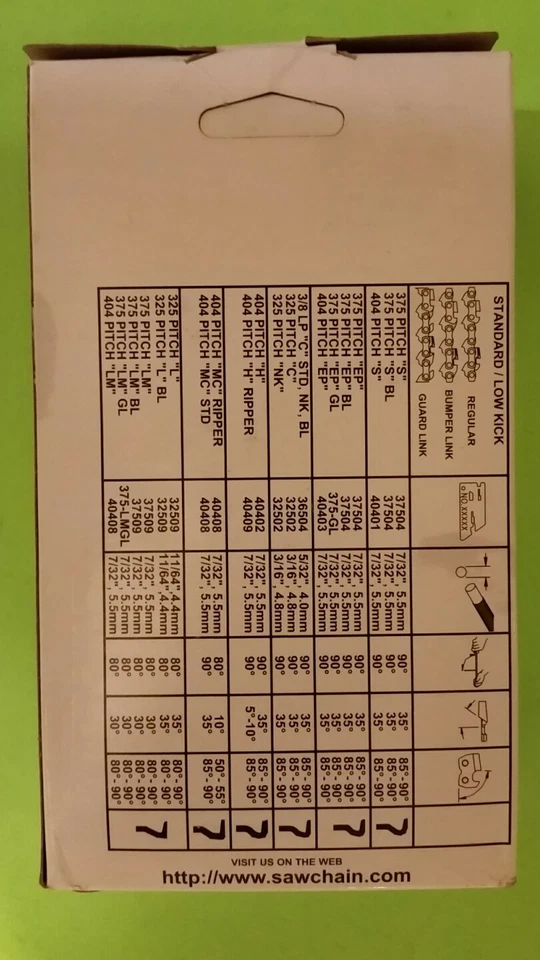 STANDARD / LOW KICK
REGULAR
BUMPER LINK
GUARD LINK
NO.XXXXX
375 PITCH "S" 37504 7/32", 5.5mm 90° 35° 85°- 90°
375 PITCH "S" BL 37504 7/32", 5.5mm 90° 35° 85°- 90° 7
404 PITCH "S" 40401 7/32", 5.5mm 90° 35° 85°- 90°
375 PITCH "EP" 37504 7/32", 5.5mm 90° 35° 85°- 90°
375 PITCH "EP" BL 37504 7/32", 5.5mm 90° 35° 85°- 90° 7
375 PITCH "EP" GL 375-GL 7/32", 5.5mm 90° 35° 85°- 90°
404 PITCH "EP" 40403 7/32", 5.5mm 90° 35° 85°- 90°
3/8 LP "C" STD, NK, BL 36504 5/32", 4.0mm 90° 35° 85°- 90°
325 PITCH "C" 32502 3/16", 4.8mm 90° 35° 85°- 90° 7
325 PITCH "NK" 32502 3/16", 4.8mm 90° 35° 85°- 90°
404 PITCH "H" 40402 7/32", 5.5mm 90° 35° 85°- 90° 7
404 PITCH "H" RIPPER 40409 7/32", 5.5mm 90° 5°-10° 85°- 90°
404 PITCH "MC" RIPPER 40408 7/32", 5.5mm 80° 10° 50°- 55° 7
404 PITCH "MC" STD 40408 7/32", 5.5mm 90° 35° 85°- 90°
325 PITCH "L" 32509 11/64", 4.4mm 80° 35° 80°- 90°
325 PITCH "L" BL 32509 11/64", 4.4mm 80° 35° 80°- 90°
375 PITCH "LM" 37509 7/32", 5.5mm 80° 30° 80°- 90° 7
375 PITCH "LM" BL 37509 7/32", 5.5mm 80° 30° 80°- 90°
375 PITCH "LM" GL 375-LMGL 7/32", 5.5mm 80° 30° 80°- 90°
404 PITCH "LM" 40408 7/32", 5.5mm 80° 30° 80°- 90°
VISIT US ON THE WEB
http://www.sawchain.com